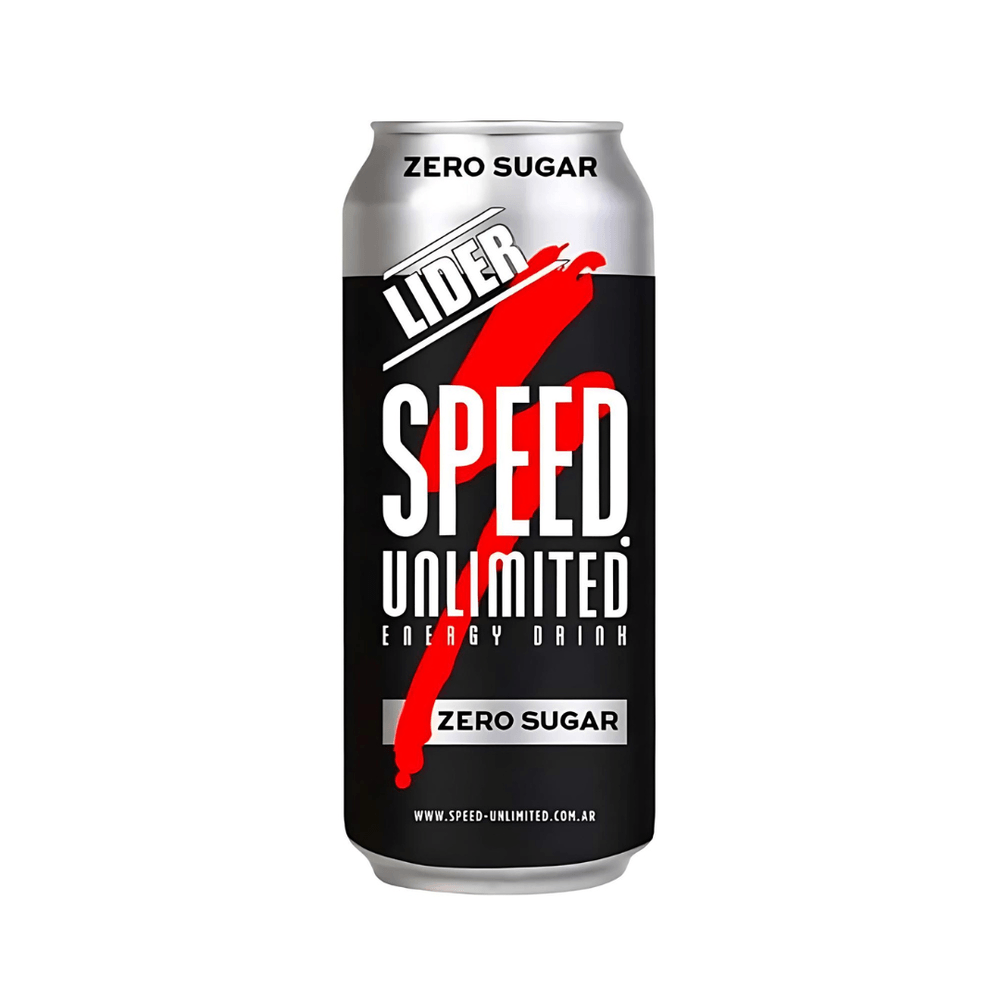 ZERO SUGAR
LIDER
SPEED.
UNLIMITED
ENERGY DRINK
ZERO SUGAR
WWW.SPEED-UNLIMITED.COM.AR